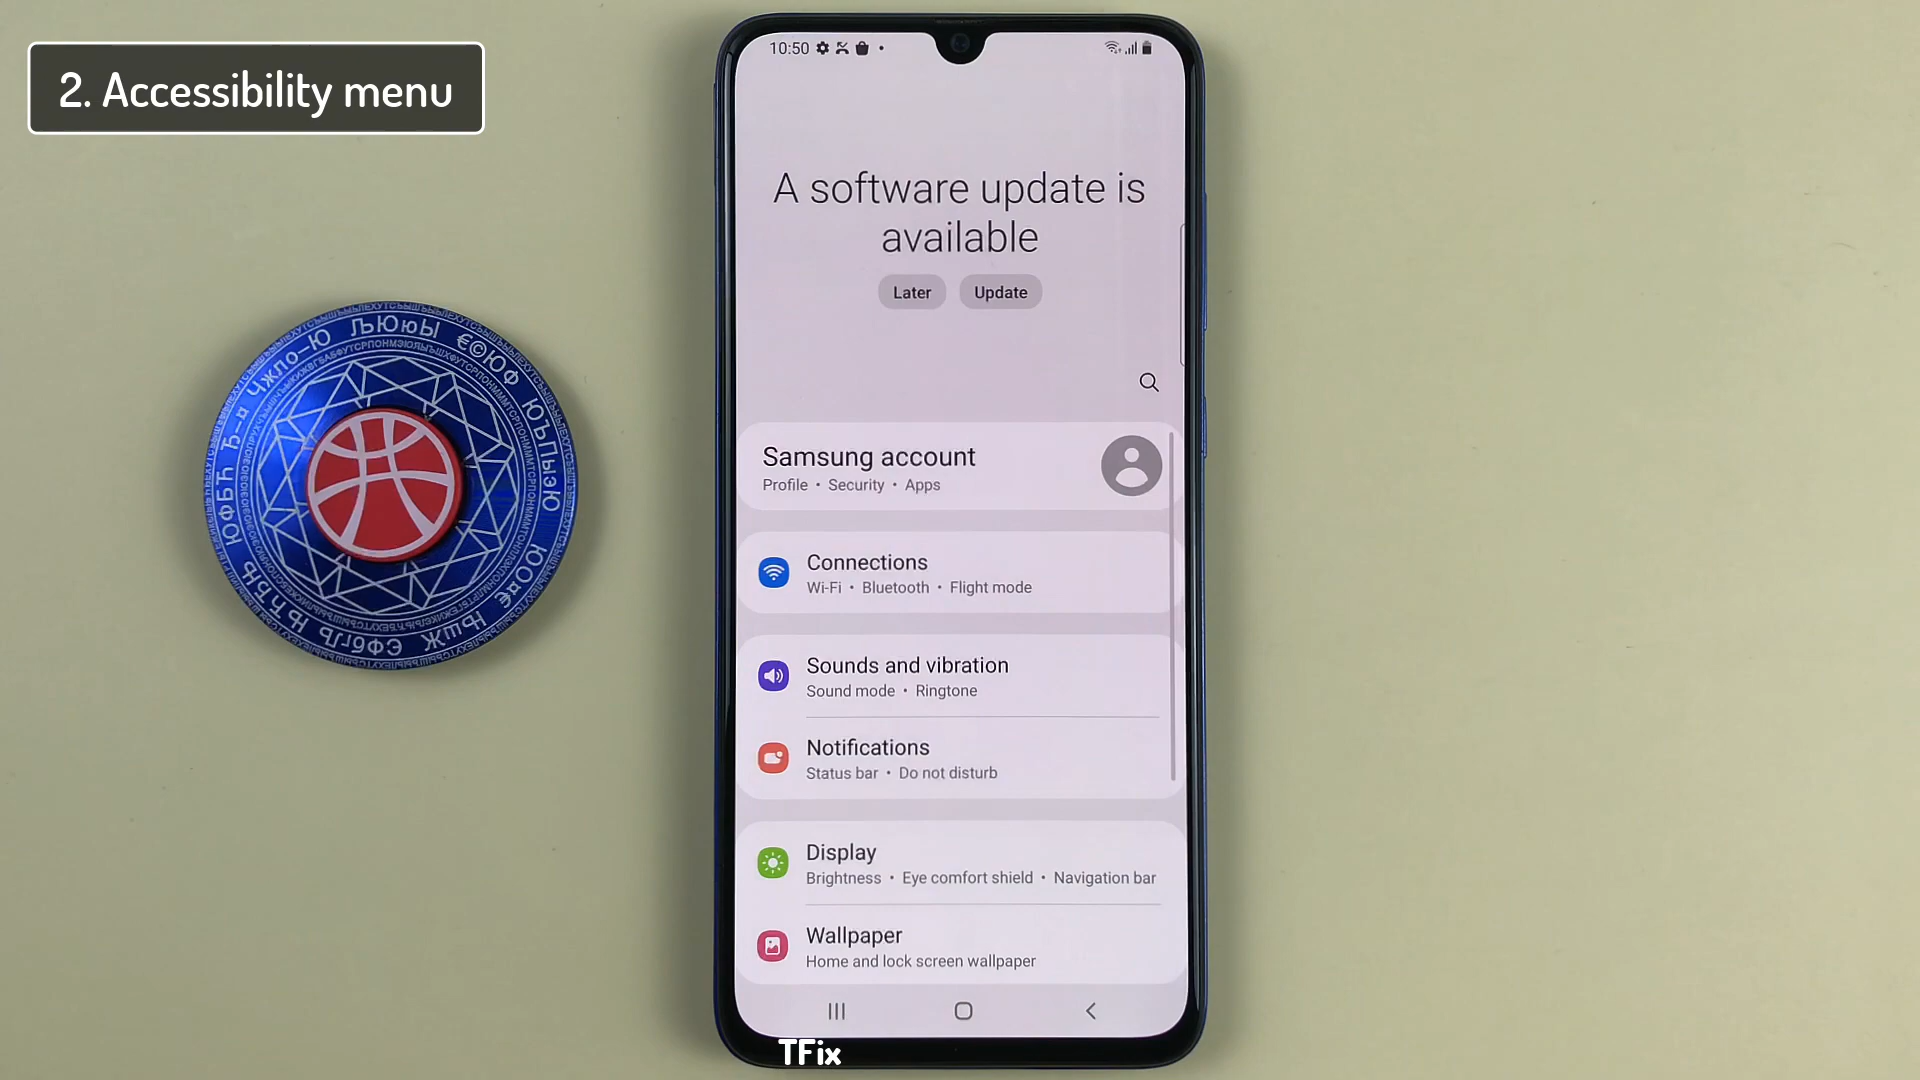 2. Accessibility menu
10:50
A software update is
available
Later
Update
Samsung account
Profile • Security • Apps
Connections
Wi-Fi • Bluetooth • Flight mode
Sounds and vibration
Sound mode • Ringtone
Notifications
Status bar • Do not disturb
Display
Brightness • Eye comfort shield • Navigation bar
Wallpaper
Home and lock screen wallpaper
TFix